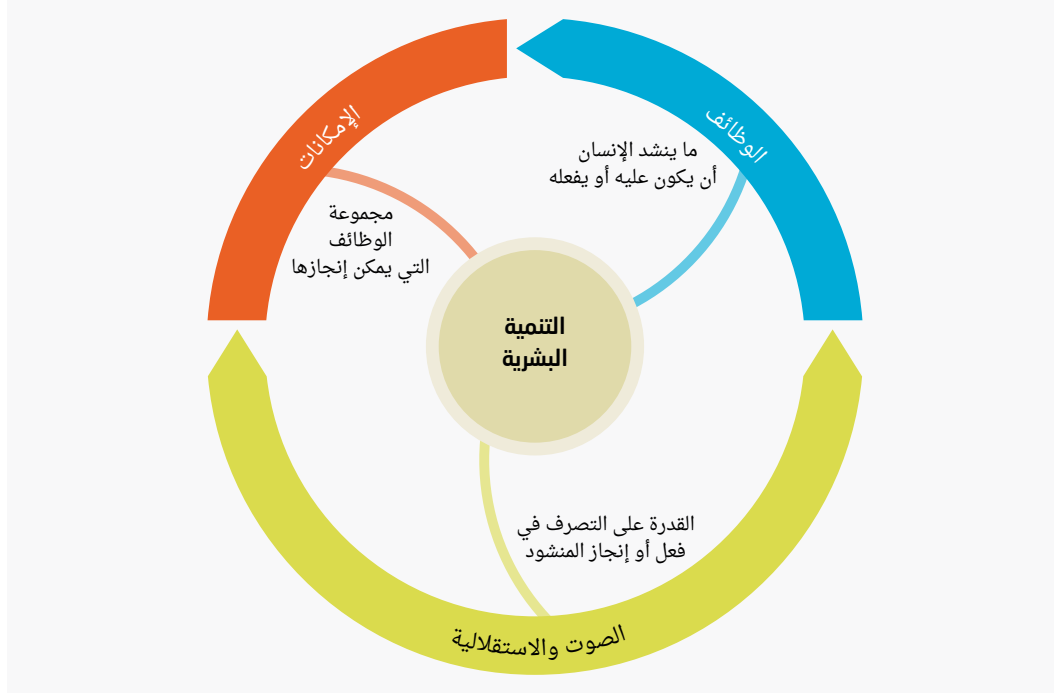 الوظائف
ما ينشد الإنسان
أن يكون عليه أو يفعله
الإمكانات
مجموعة
الوظائف
التي يمكن إنجازها
التنمية
البشرية
القدرة على التصرف في
فعل أو إنجاز المنشود
الصوت والاستقلالية